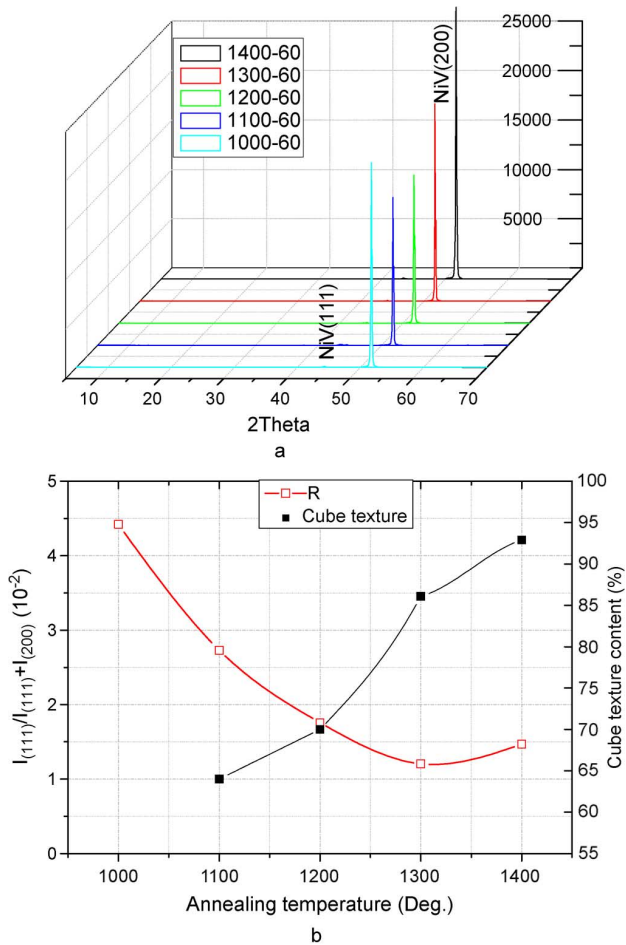 25000
20000
15000
10000
5000
1400-60
1300-60
1200-60
1100-60
1000-60
NiV(200)
NiV(111)
10 20 30 40 50 60 70
2Theta
a
5
4
3
2
1
0
I(111)/I(111)+I(200) (10-2)
R
Cube texture
100
95
90
85
80
75
70
65
60
55
Cube texture content (%)
1000 1100 1200 1300 1400
Annealing temperature (Deg.)
b